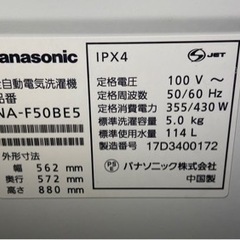 Panasonic
全自動電気洗濯機
品番
NA-F50BE5
外形寸法
幅 562 mm
奥行 572 mm
高さ 880 mm
IPX4
S JET
定格電圧 100 V～
定格周波数 50/60 Hz
定格消費電力 355/430 W
標準洗濯容量 5.0 kg
標準使用水量 114 L
製造番号 17D3400172
PS E パナソニック株式会社
中国製